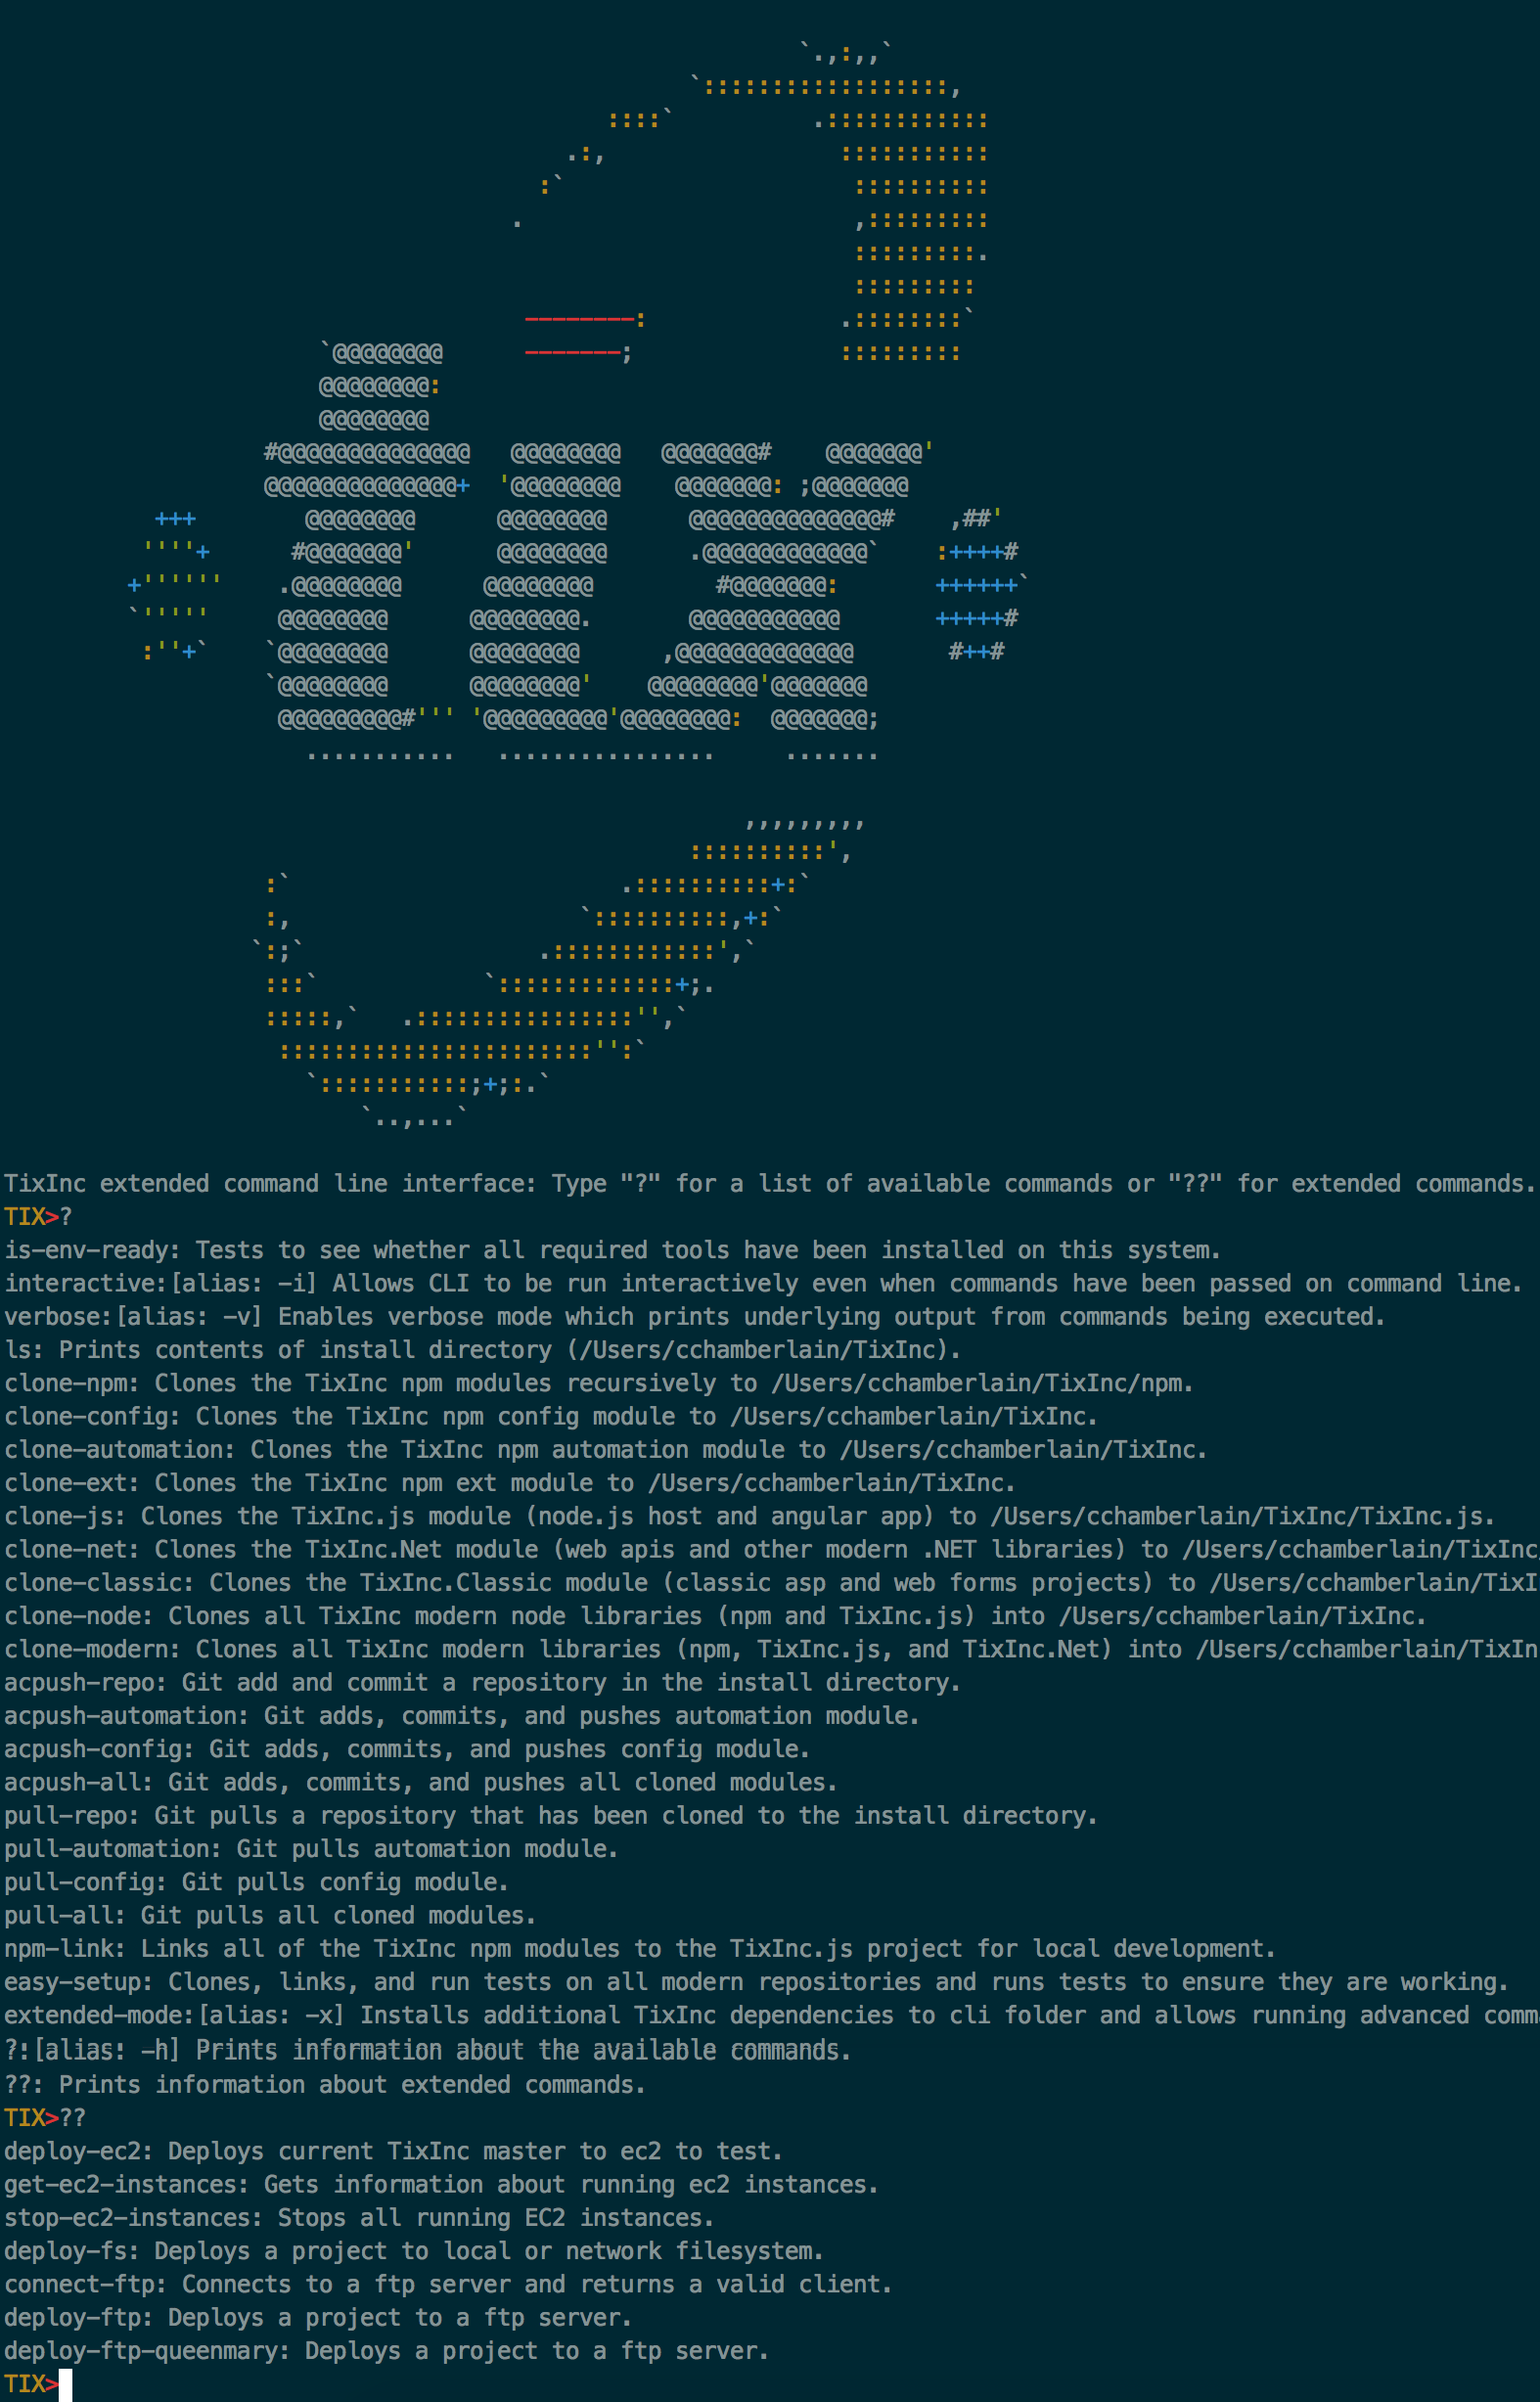 TixInc extended command line interface: Type "?" for a list of available commands or "??" for extended commands.
TIX>?
is-env-ready: Tests to see whether all required tools have been installed on this system.
interactive:[alias: -i] Allows CLI to be run interactively even when commands have been passed on command line.
verbose:[alias: -v] Enables verbose mode which prints underlying output from commands being executed.
ls: Prints contents of install directory (/Users/cchamberlain/TixInc).
clone-npm: Clones the TixInc npm modules recursively to /Users/cchamberlain/TixInc/npm.
clone-config: Clones the TixInc npm config module to /Users/cchamberlain/TixInc.
clone-automation: Clones the TixInc npm automation module to /Users/cchamberlain/TixInc.
clone-ext: Clones the TixInc npm ext module to /Users/cchamberlain/TixInc.
clone-js: Clones the TixInc.js module (node.js host and angular app) to /Users/cchamberlain/TixInc/TixInc.js.
clone-net: Clones the TixInc.Net module (web apis and other modern .NET libraries) to /Users/cchamberlain/TixInc/
clone-classic: Clones the TixInc.Classic module (classic asp and web forms projects) to /Users/cchamberlain/TixI
clone-node: Clones all TixInc modern node libraries (npm and TixInc.js) into /Users/cchamberlain/TixInc.
clone-modern: Clones all TixInc modern libraries (npm, TixInc.js, and TixInc.Net) into /Users/cchamberlain/TixIn
acpush-repo: Git add and commit a repository in the install directory.
acpush-automation: Git adds, commits, and pushes automation module.
acpush-config: Git adds, commits, and pushes config module.
acpush-all: Git adds, commits, and pushes all cloned modules.
pull-repo: Git pulls a repository that has been cloned to the install directory.
pull-automation: Git pulls automation module.
pull-config: Git pulls config module.
pull-all: Git pulls all cloned modules.
npm-link: Links all of the TixInc npm modules to the TixInc.js project for local development.
easy-setup: Clones, links, and run tests on all modern repositories and runs tests to ensure they are working.
extended-mode:[alias: -x] Installs additional TixInc dependencies to cli folder and allows running advanced comm
?:[alias: -h] Prints information about the available commands.
??: Prints information about extended commands.
TIX>??
deploy-ec2: Deploys current TixInc master to ec2 to test.
get-ec2-instances: Gets information about running ec2 instances.
stop-ec2-instances: Stops all running EC2 instances.
deploy-fs: Deploys a project to local or network filesystem.
connect-ftp: Connects to a ftp server and returns a valid client.
deploy-ftp: Deploys a project to a ftp server.
deploy-ftp-queenmary: Deploys a project to a ftp server.
TIX>